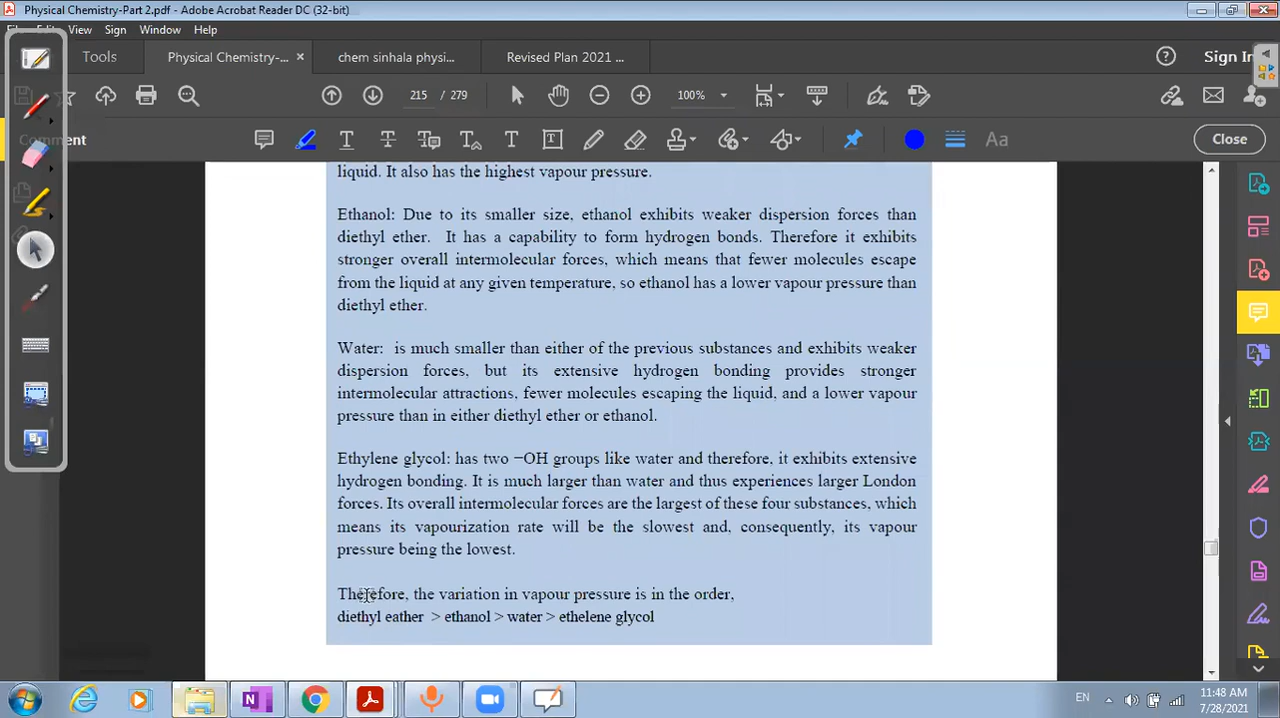 Physical Chemistry-Part 2.pdf - Adobe Acrobat Reader DC (32-bit)
View Sign Window Help
Tools Physical Chemistry-... × chem sinhala physi... Revised Plan 2021 ... Sign In
215 / 279 100%
Comment Close
liquid. It also has the highest vapour pressure.
Ethanol: Due to its smaller size, ethanol exhibits weaker dispersion forces than
diethyl ether. It has a capability to form hydrogen bonds. Therefore it exhibits
stronger overall intermolecular forces, which means that fewer molecules escape
from the liquid at any given temperature, so ethanol has a lower vapour pressure than
diethyl ether.
Water: is much smaller than either of the previous substances and exhibits weaker
dispersion forces, but its extensive hydrogen bonding provides stronger
intermolecular attractions, fewer molecules escaping the liquid, and a lower vapour
pressure than in either diethyl ether or ethanol.
Ethylene glycol: has two −OH groups like water and therefore, it exhibits extensive
hydrogen bonding. It is much larger than water and thus experiences larger London
forces. Its overall intermolecular forces are the largest of these four substances, which
means its vapourization rate will be the slowest and, consequently, its vapour
pressure being the lowest.
Therefore, the variation in vapour pressure is in the order,
diethyl eather > ethanol > water > ethelene glycol
EN 11:48 AM
7/28/2021